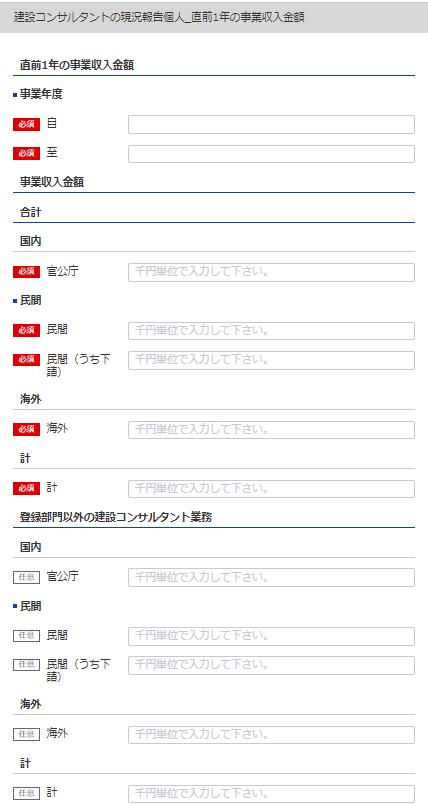 建設コンサルタントの現況報告個人_直前1年の事業収入金額
直前1年の事業収入金額
事業年度
必須 自
必須 至
事業収入金額
合計
国内
必須 官公庁 千円単位で入力して下さい。
民間
必須 民間 千円単位で入力して下さい。
必須 民間（うち下 千円単位で入力して下さい。
請）
海外
必須 海外 千円単位で入力して下さい。
計
必須 計 千円単位で入力して下さい。
登録部門以外の建設コンサルタント業務
国内
任意 官公庁 千円単位で入力して下さい。
民間
任意 民間 千円単位で入力して下さい。
任意 民間（うち下 千円単位で入力して下さい。
請）
海外
任意 海外 千円単位で入力して下さい。
計
任意 計 千円単位で入力して下さい。